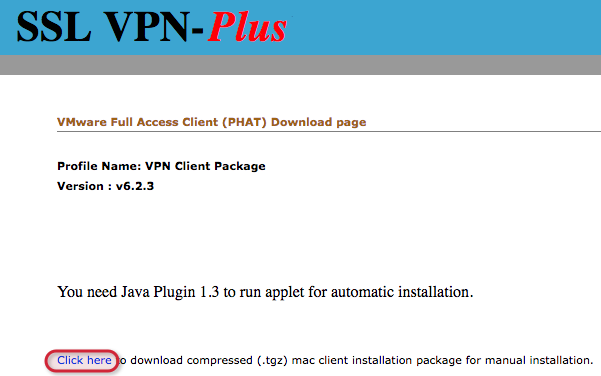 SSL VPN-Plus
VMware Full Access Client (PHAT) Download page
Profile Name: VPN Client Package
Version : v6.2.3
You need Java Plugin 1.3 to run applet for automatic installation.
Click here to download compressed (.tgz) mac client installation package for manual installation.